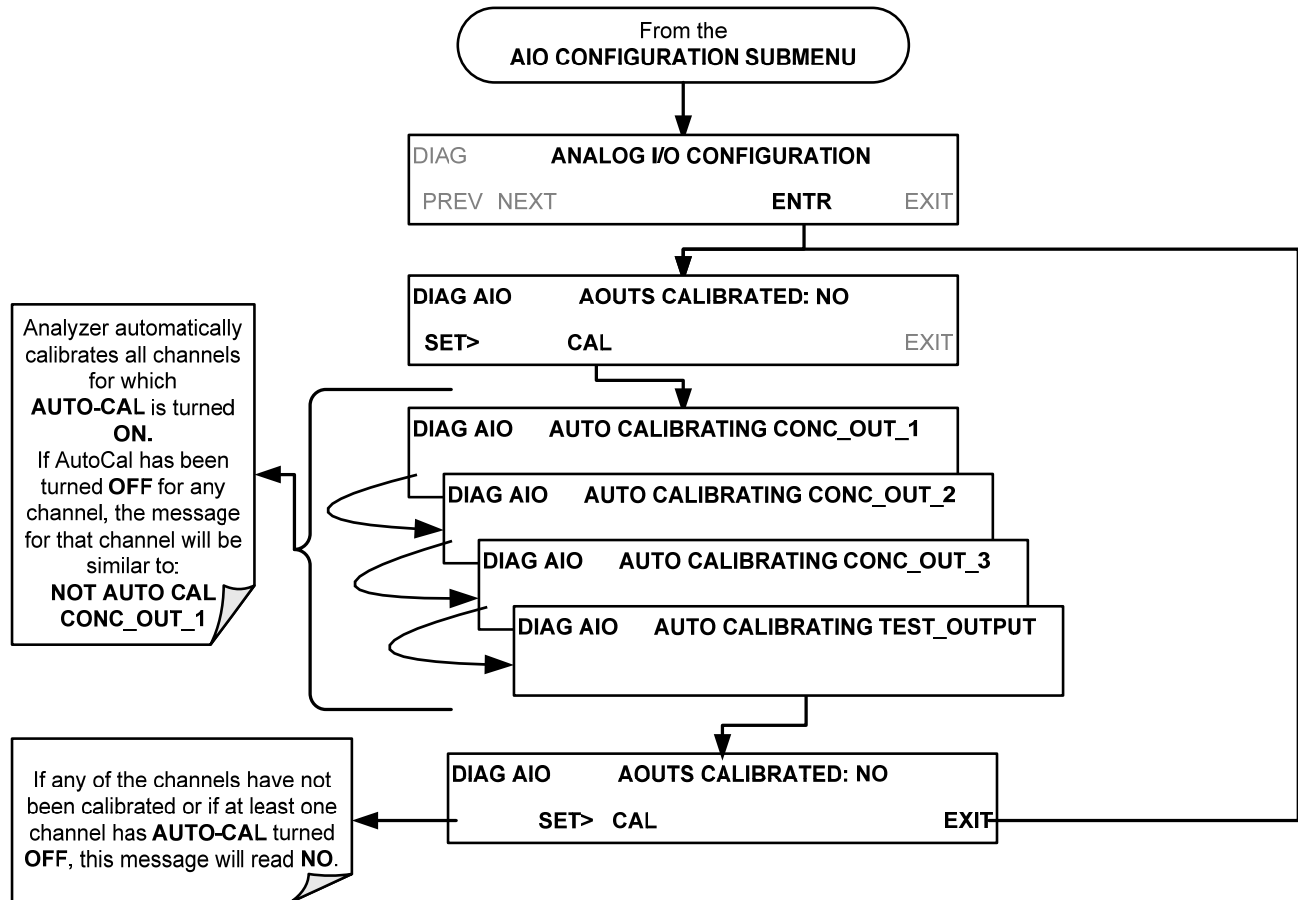 From the
AIO CONFIGURATION SUBMENU
DIAG ANALOG I/O CONFIGURATION
PREV NEXT ENTR EXIT
DIAG AIO AOUTS CALIBRATED: NO
SET> CAL EXIT
Analyzer automatically
calibrates all channels
for which
AUTO-CAL is turned
ON.
If AutoCal has been
turned OFF for any
channel, the message
for that channel will be
similar to:
NOT AUTO CAL
CONC_OUT_1
DIAG AIO AUTO CALIBRATING CONC_OUT_1
DIAG AIO AUTO CALIBRATING CONC_OUT_2
DIAG AIO AUTO CALIBRATING CONC_OUT_3
DIAG AIO AUTO CALIBRATING TEST_OUTPUT
If any of the channels have not
been calibrated or if at least one
channel has AUTO-CAL turned
OFF, this message will read NO.
DIAG AIO AOUTS CALIBRATED: NO
SET> CAL EXIT